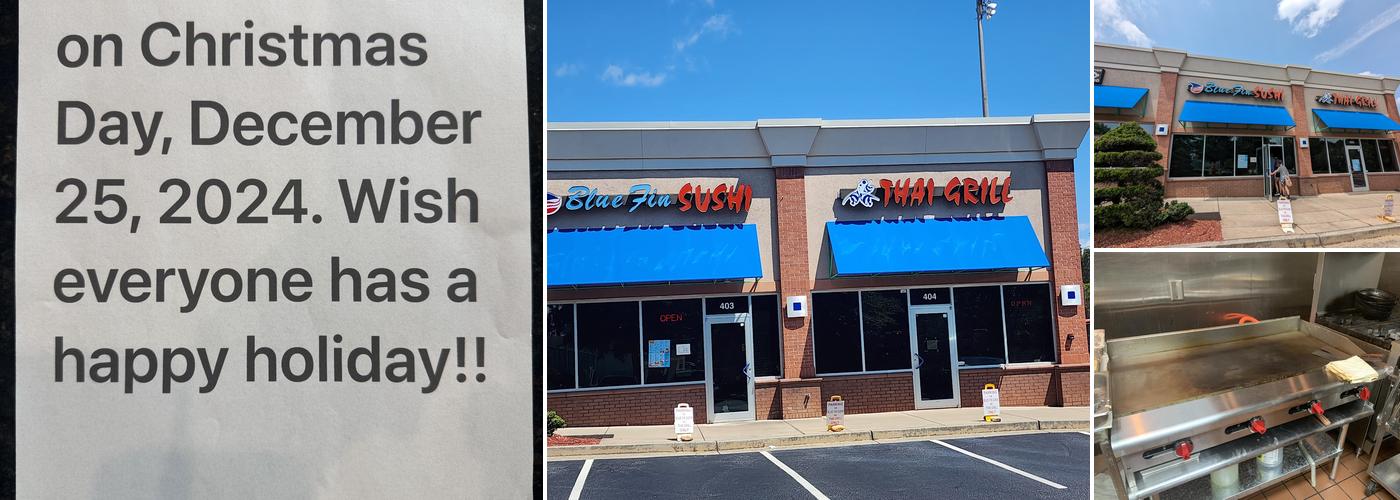 on Christmas
Day, December
25, 2024. Wish
everyone has a
happy holiday!!
Blue Fin SUSHI
THAI GRILL
403
404
OPEN
OPEN
Blue Fin SUSHI
THAI GRILL